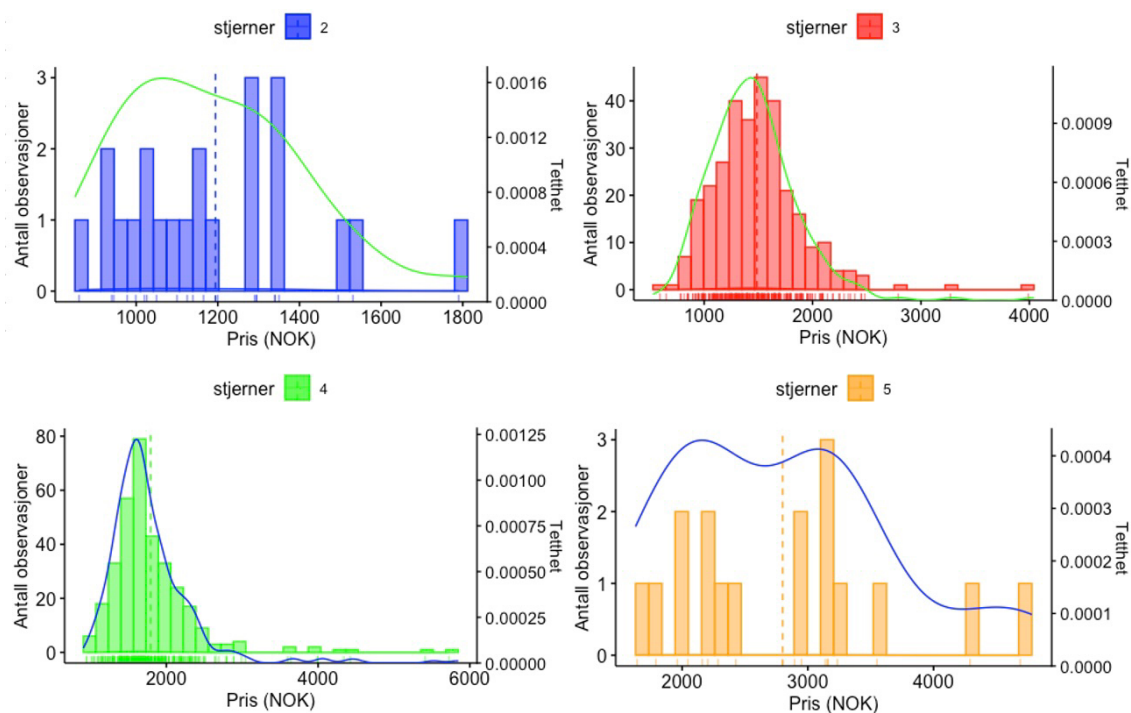 stjerner 2
3
2
1
0
Antall observasjoner
0.0016
0.0012
0.0008
0.0004
0.0000
Tetthet
1000 1200 1400 1600 1800
Pris (NOK)
stjerner 3
40
30
20
10
0
Antall observasjoner
0.0009
0.0006
0.0003
0.0000
Tetthet
1000 2000 3000 4000
Pris (NOK)
stjerner 4
80
60
40
20
0
Antall observasjoner
0.00125
0.00100
0.00075
0.00050
0.00025
0.00000
Tetthet
2000 4000 6000
Pris (NOK)
stjerner 5
3
2
1
0
Antall observasjoner
0.0004
0.0003
0.0002
0.0001
0.0000
Tetthet
2000 3000 4000
Pris (NOK)